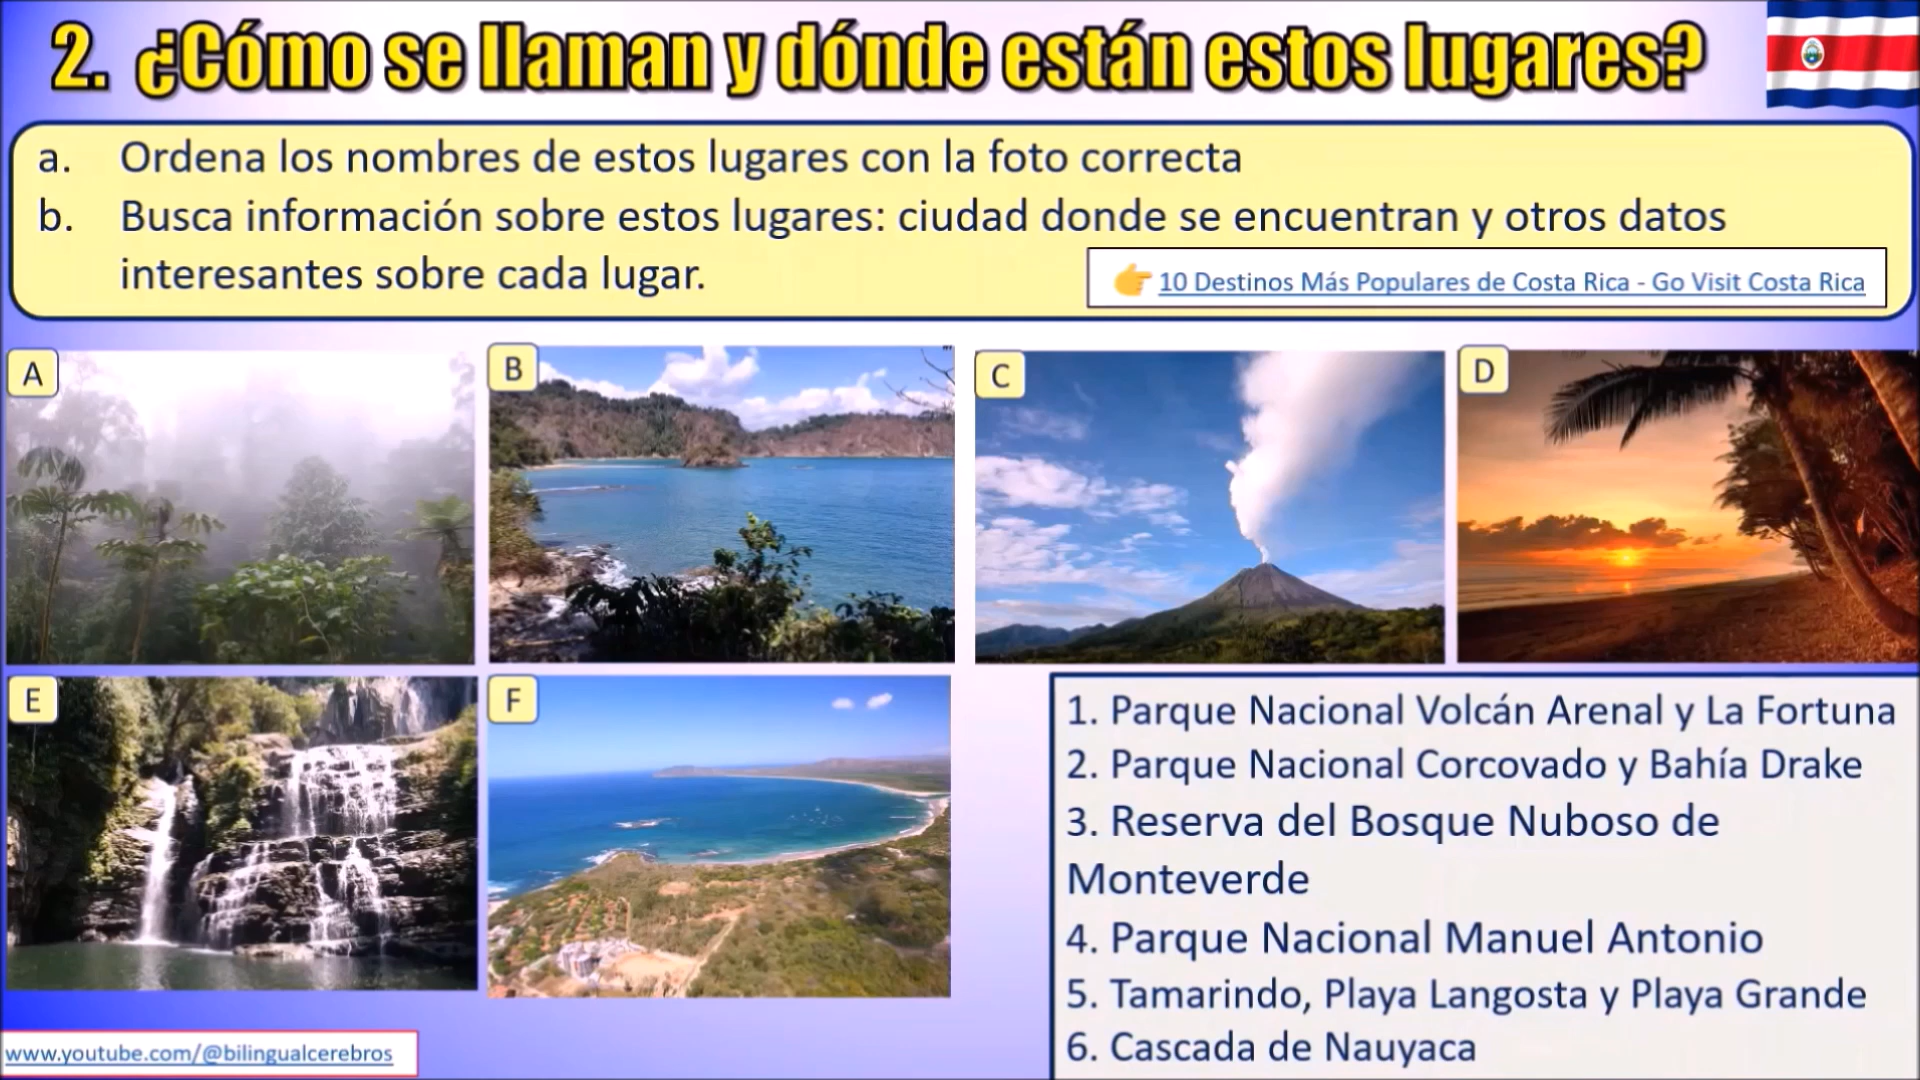 2. ¿Cómo se llaman y dónde están estos lugares?
a. Ordena los nombres de estos lugares con la foto correcta
b. Busca información sobre estos lugares: ciudad donde se encuentran y otros datos
interesantes sobre cada lugar.
👉 10 Destinos Más Populares de Costa Rica - Go Visit Costa Rica
A
B
C
D
E
F
1. Parque Nacional Volcán Arenal y La Fortuna
2. Parque Nacional Corcovado y Bahía Drake
3. Reserva del Bosque Nuboso de
Monteverde
4. Parque Nacional Manuel Antonio
5. Tamarindo, Playa Langosta y Playa Grande
6. Cascada de Nauyaca
www.youtube.com/@bilingualcerebros